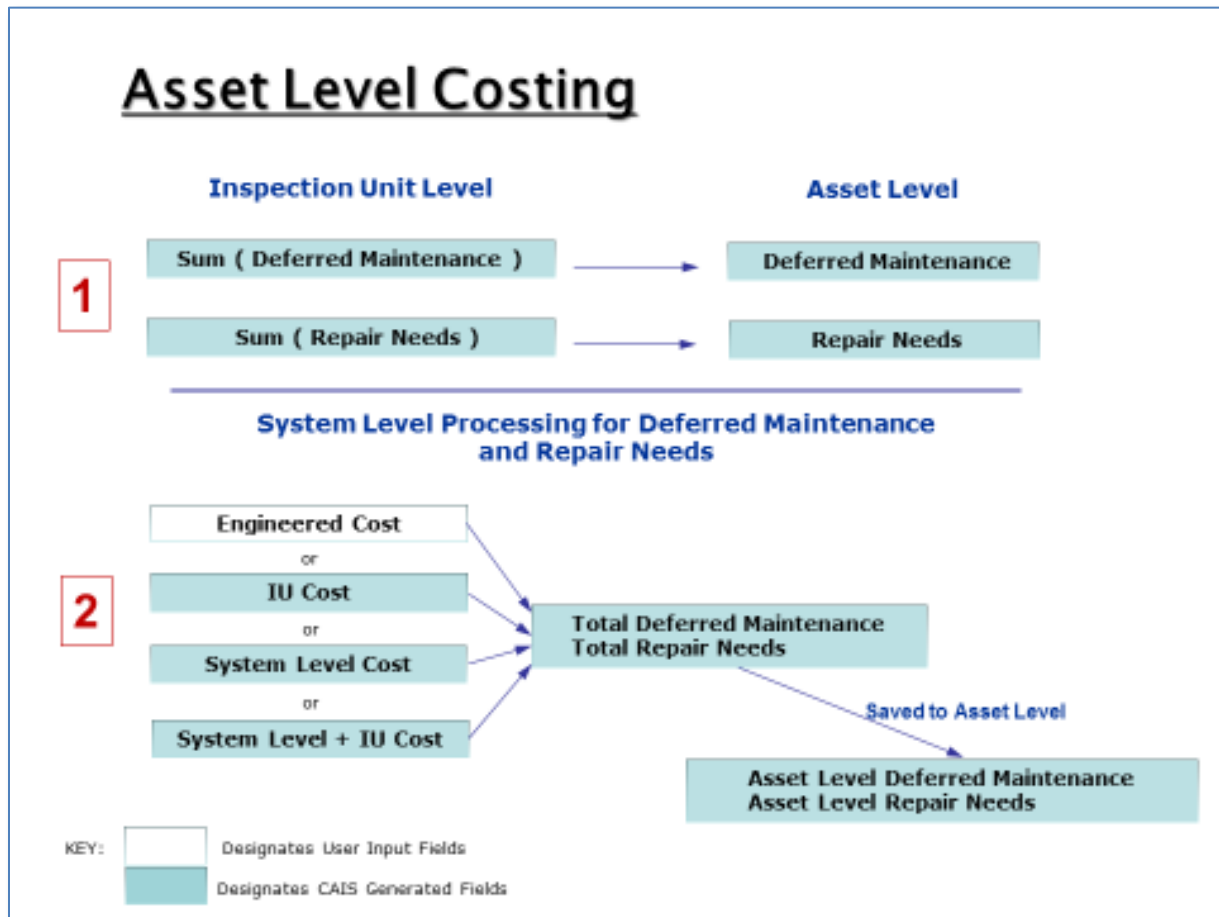 Asset Level Costing
Inspection Unit Level
Asset Level
1
Sum ( Deferred Maintenance )
Deferred Maintenance
Sum ( Repair Needs )
Repair Needs
System Level Processing for Deferred Maintenance
and Repair Needs
2
Engineered Cost
or
IU Cost
or
System Level Cost
or
System Level + IU Cost
Total Deferred Maintenance
Total Repair Needs
Saved to Asset Level
Asset Level Deferred Maintenance
Asset Level Repair Needs
KEY:
Designates User Input Fields
Designates CAIS Generated Fields